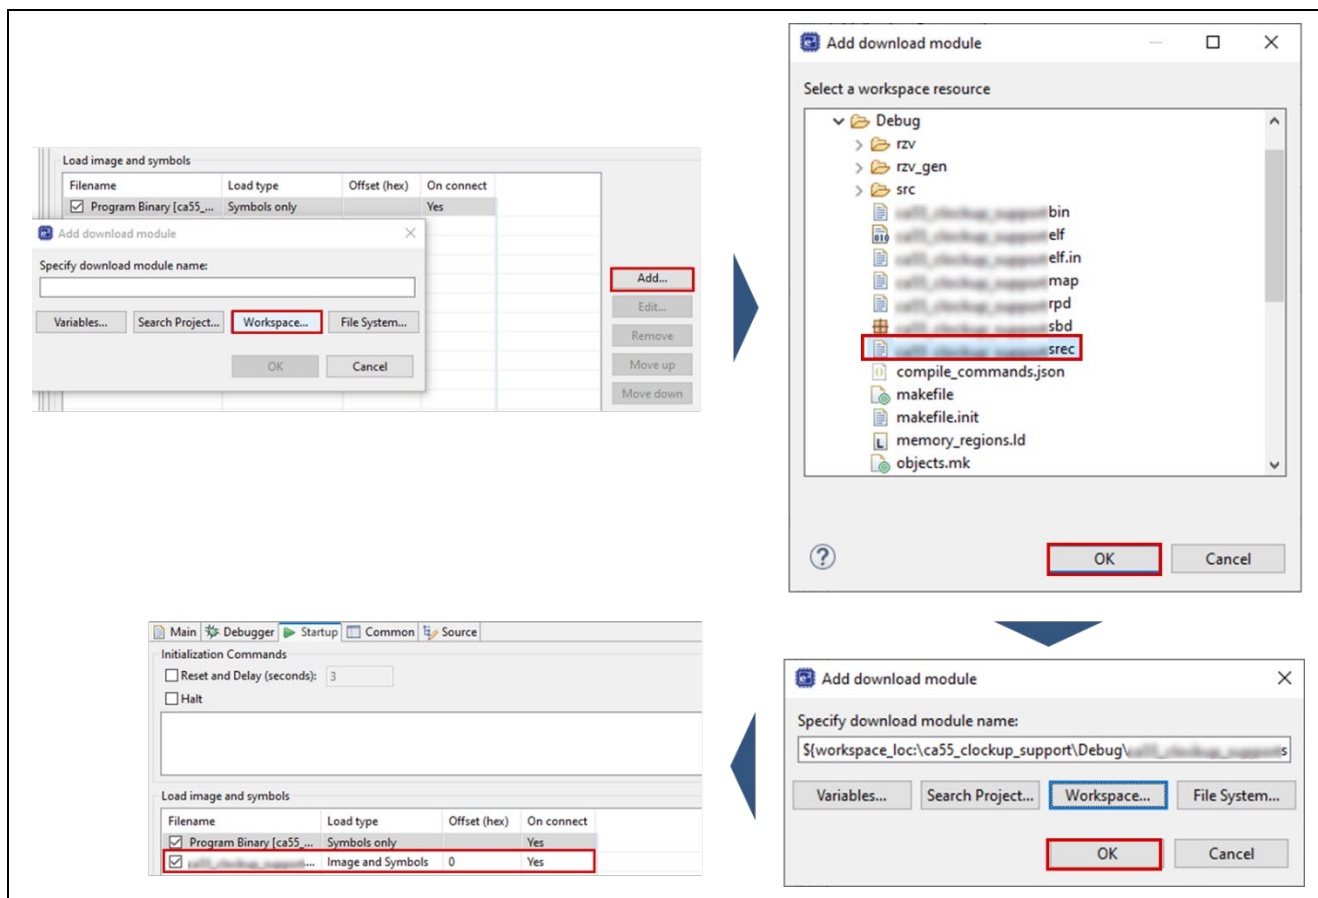 Load image and symbols
Filename Load type Offset (hex) On connect
Program Binary [ca55_... Symbols only Yes
Add download module
Specify download module name:
Variables... Search Project... Workspace... File System...
OK Cancel
Add...
Edit...
Remove
Move up
Move down
Add download module
Select a workspace resource
Debug
rzv
rzv_gen
src
bin
elf
elf.in
map
rpd
sbd
srec
compile_commands.json
makefile
makefile.init
memory_regions.ld
objects.mk
OK Cancel
Main Debugger Startup Common Source
Initialization Commands
Reset and Delay (seconds): 3
Halt
Load image and symbols
Filename Load type Offset (hex) On connect
Program Binary [ca55_... Symbols only Yes
... Image and Symbols 0 Yes
Add download module
Specify download module name:
${workspace_loc:\ca55_clockup_support\Debug\ s
Variables... Search Project... Workspace... File System...
OK Cancel